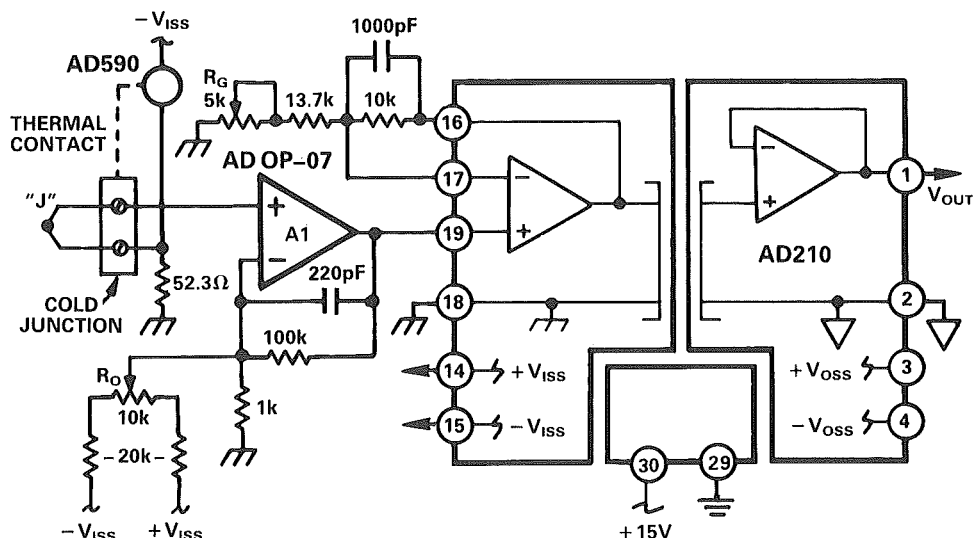 − VISS
1000pF
AD590
RG
5k
13.7k
10k
16
THERMAL
CONTACT
AD OP–07
17
−
−
1
VOUT
"J"
+
A1
−
19
+
+
AD210
220pF
52.3Ω
COLD
JUNCTION
18
2
100k
RO
10k
1k
14
+ VISS
+ VOSS
3
15
− VISS
− VOSS
4
– 20k –
30
29
− VISS
+ VISS
+ 15V